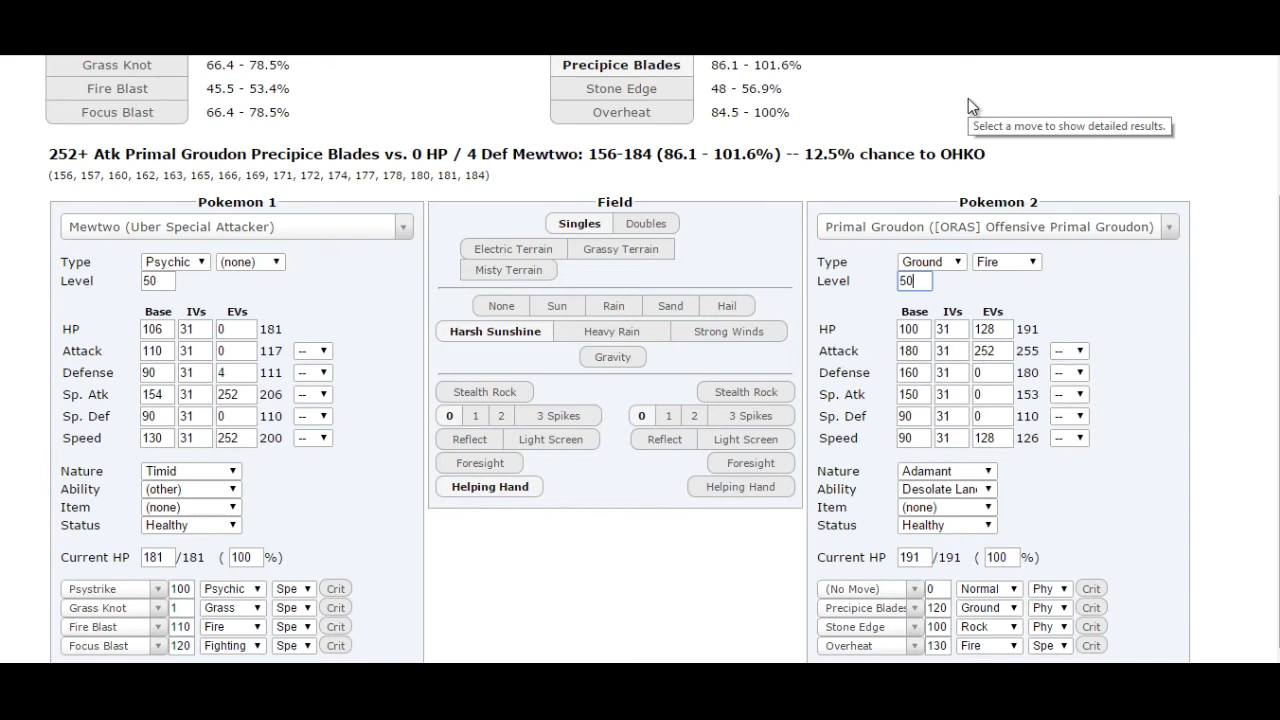 Grass Knot 66.4 - 78.5% Precipice Blades 86.1 - 101.6%
Fire Blast 45.5 - 53.4% Stone Edge 48 - 56.9%
Focus Blast 66.4 - 78.5% Overheat 84.5 - 100%
Select a move to show detailed results.
252+ Atk Primal Groudon Precipice Blades vs. 0 HP / 4 Def Mewtwo: 156-184 (86.1 - 101.6%) -- 12.5% chance to OHKO
(156, 157, 160, 162, 163, 165, 166, 169, 171, 172, 174, 177, 178, 180, 181, 184)
Pokemon 1
Mewtwo (Uber Special Attacker)
Type Psychic (none)
Level 50
Base IVs EVs
HP 106 31 0 181
Attack 110 31 0 117 --
Defense 90 31 4 111 --
Sp. Atk 154 31 252 206 --
Sp. Def 90 31 0 110 --
Speed 130 31 252 200 --
Nature Timid
Ability (other)
Item (none)
Status Healthy
Current HP 181 /181 ( 100 %)
Psystrike 100 Psychic Spe Crit
Grass Knot 1 Grass Spe Crit
Fire Blast 110 Fire Spe Crit
Focus Blast 120 Fighting Spe Crit
Field
Singles Doubles
Electric Terrain Grassy Terrain
Misty Terrain
None Sun Rain Sand Hail
Harsh Sunshine Heavy Rain Strong Winds
Gravity
Stealth Rock Stealth Rock
0 1 2 3 Spikes 0 1 2 3 Spikes
Reflect Light Screen Reflect Light Screen
Foresight Foresight
Helping Hand Helping Hand
Pokemon 2
Primal Groudon ([ORAS] Offensive Primal Groudon)
Type Ground Fire
Level 50
Base IVs EVs
HP 100 31 128 191
Attack 180 31 252 255 --
Defense 160 31 0 180 --
Sp. Atk 150 31 0 153 --
Sp. Def 90 31 0 110 --
Speed 90 31 128 126 --
Nature Adamant
Ability Desolate Lan
Item (none)
Status Healthy
Current HP 191 /191 ( 100 %)
(No Move) 0 Normal Phy Crit
Precipice Blades 120 Ground Phy Crit
Stone Edge 100 Rock Phy Crit
Overheat 130 Fire Spe Crit